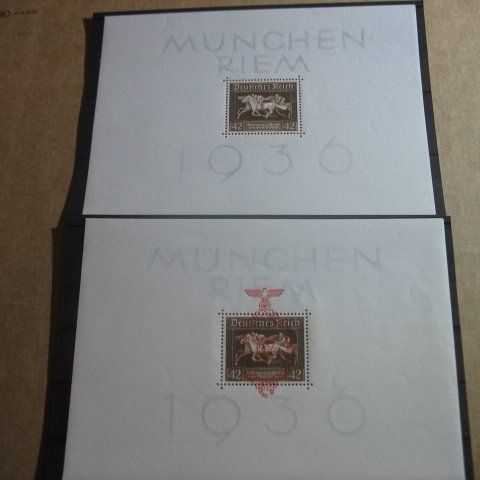 MÜNCHEN
RIEM
Deutsches Reich
42 42
1936
MÜNCHEN
RIEM
Deutsches Reich
42 42
1936